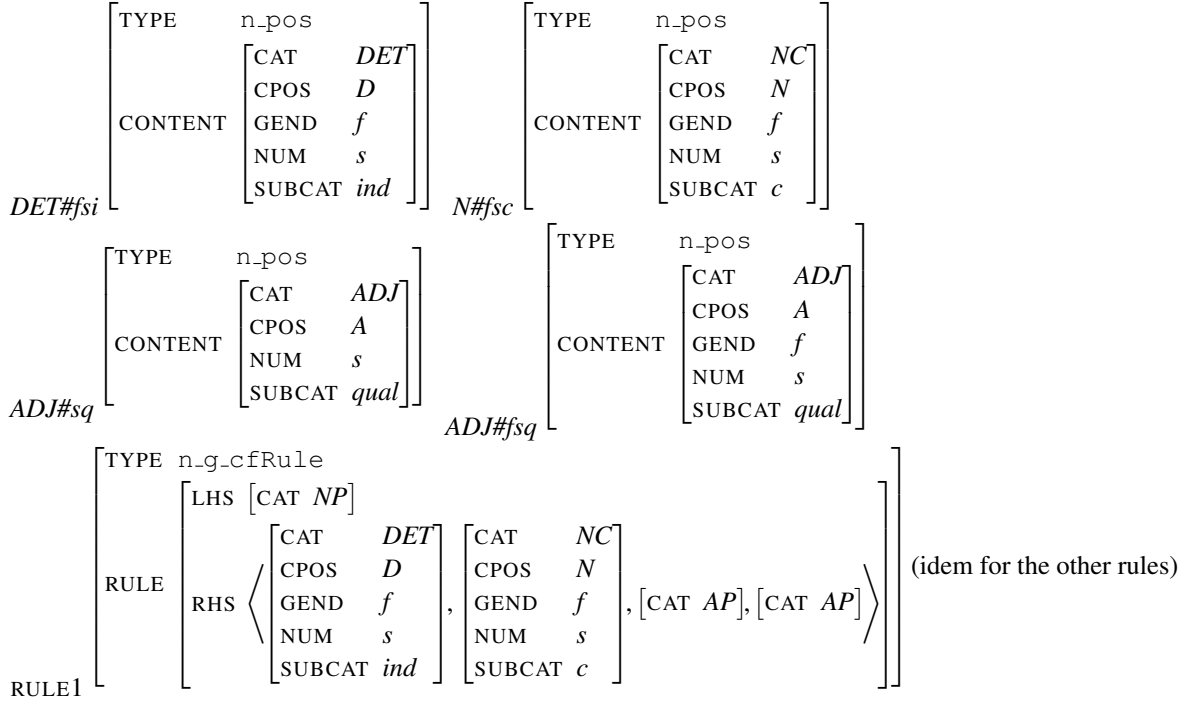 TYPE n_pos TYPE n_pos
CAT DET CAT NC
CPOS D CPOS N
CONTENT GEND f CONTENT GEND f
NUM s NUM s
SUBCAT ind SUBCAT c
DET#fsi N#fsc
TYPE n_pos TYPE n_pos
CAT ADJ CAT ADJ
CPOS A CPOS A
CONTENT NUM s CONTENT GEND f
SUBCAT qual NUM s
ADJ#sq SUBCAT qual
ADJ#fsq
TYPE n_g_cfRule
LHS [CAT NP]
CAT DET CAT NC
CPOS D CPOS N
RULE RHS ⟨ GEND f , GEND f , [CAT AP], [CAT AP] ⟩ (idem for the other rules)
NUM s NUM s
SUBCAT ind SUBCAT c
RULE1